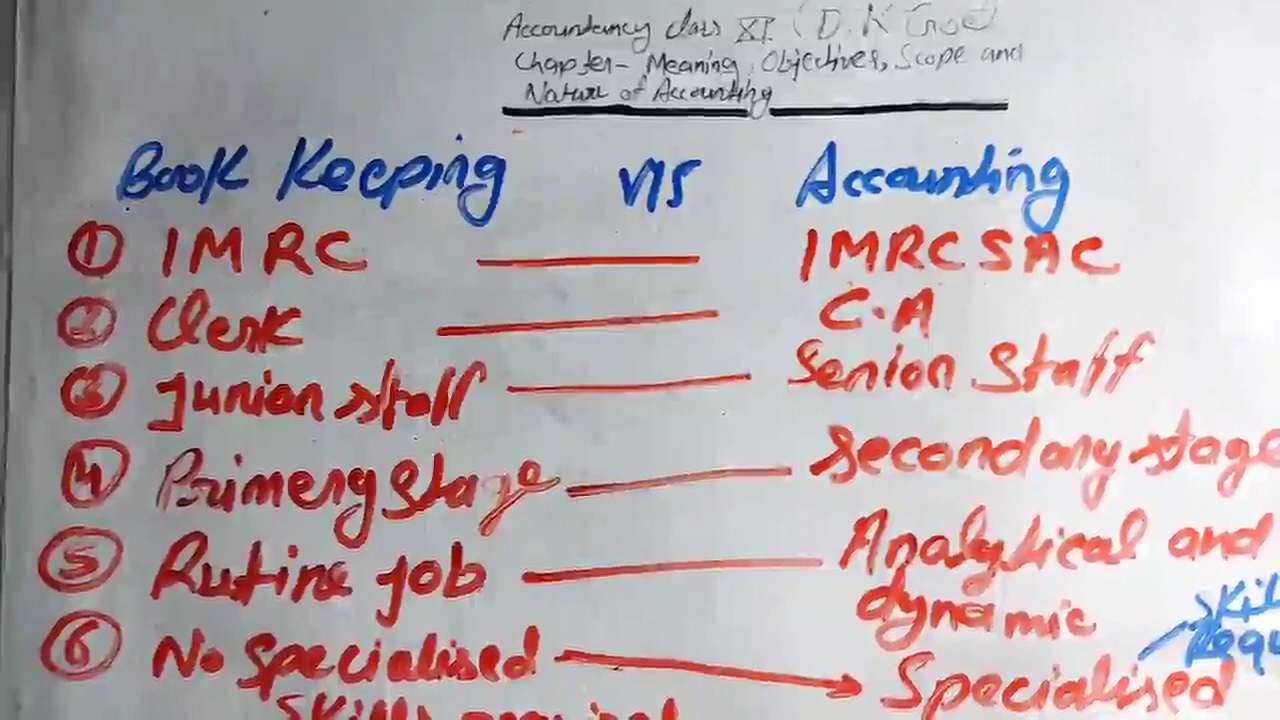 Accountancy class XI (D.K Goel)
Chapter- Meaning, Objectives, Scope and
Nature of Accounting
Book Keeping V/S Accounting
① IMRC — IMRCSAC
② Clerk — C.A
③ Junior staff — Senior Staff
④ Primery stage — Secondary stage
⑤ Rutine job — Analytical and
dynamic
⑥ No specialised → Specialised
Skills